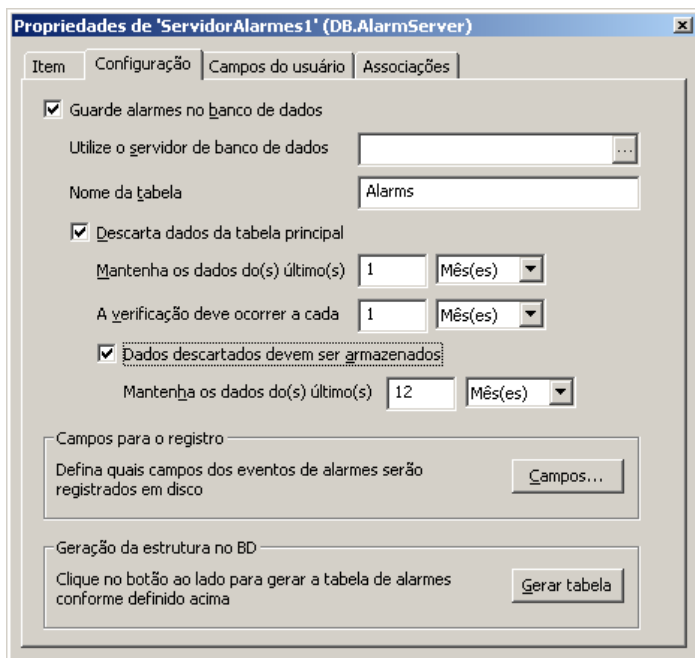 Propriedades de 'ServidorAlarmes1' (DB.AlarmServer)
Item Configuração Campos do usuário Associações
Guarde alarmes no banco de dados
Utilize o servidor de banco de dados ...
Nome da tabela Alarms
Descarta dados da tabela principal
Mantenha os dados do(s) último(s) 1 Mês(es)
A verificação deve ocorrer a cada 1 Mês(es)
Dados descartados devem ser armazenados
Mantenha os dados do(s) último(s) 12 Mês(es)
Campos para o registro
Defina quais campos dos eventos de alarmes serão
registrados em disco
Campos...
Geração da estrutura no BD
Clique no botão ao lado para gerar a tabela de alarmes
conforme definido acima
Gerar tabela